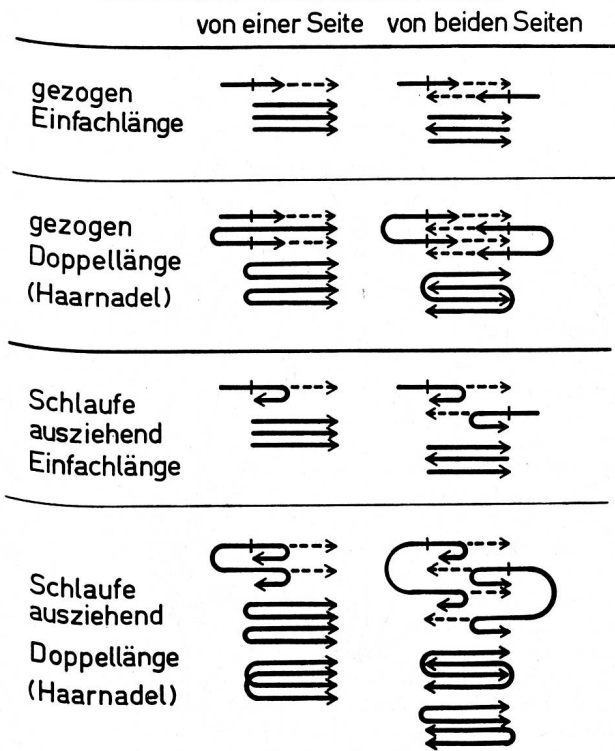 von einer Seite von beiden Seiten
gezogen
Einfachlänge
gezogen
Doppellänge
(Haarnadel)
Schlaufe
ausziehend
Einfachlänge
Schlaufe
ausziehend
Doppellänge
(Haarnadel)